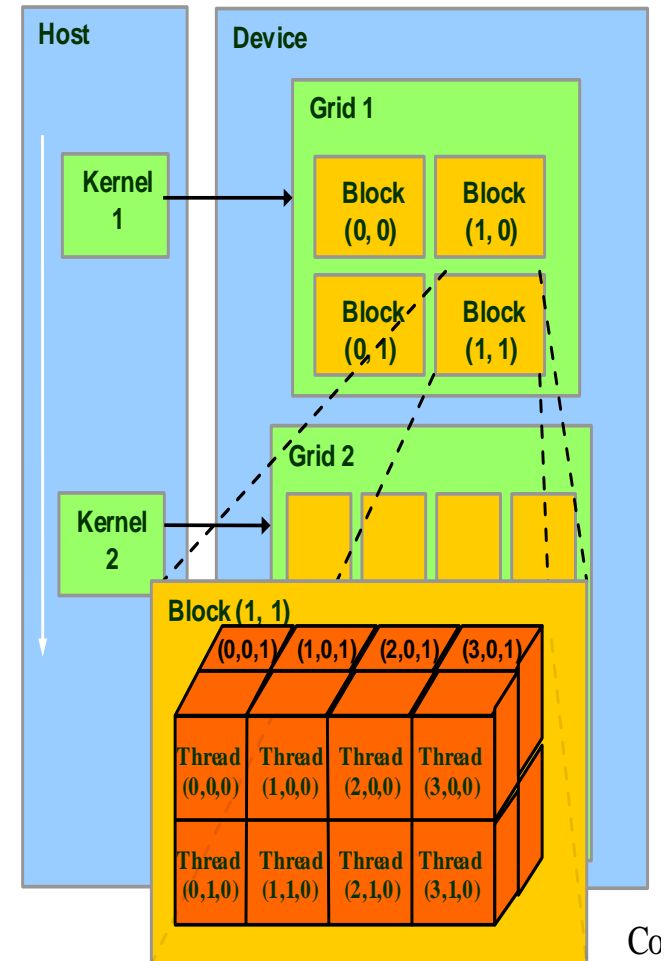 Host
Device
Grid 1
Kernel
1
Block
(0, 0)
Block
(1, 0)
Block
(0, 1)
Block
(1, 1)
Grid 2
Kernel
2
Block (1, 1)
(0,0,1) (1,0,1) (2,0,1) (3,0,1)
Thread
(0,0,0)
Thread
(1,0,0)
Thread
(2,0,0)
Thread
(3,0,0)
Thread
(0,1,0)
Thread
(1,1,0)
Thread
(2,1,0)
Thread
(3,1,0)
Co